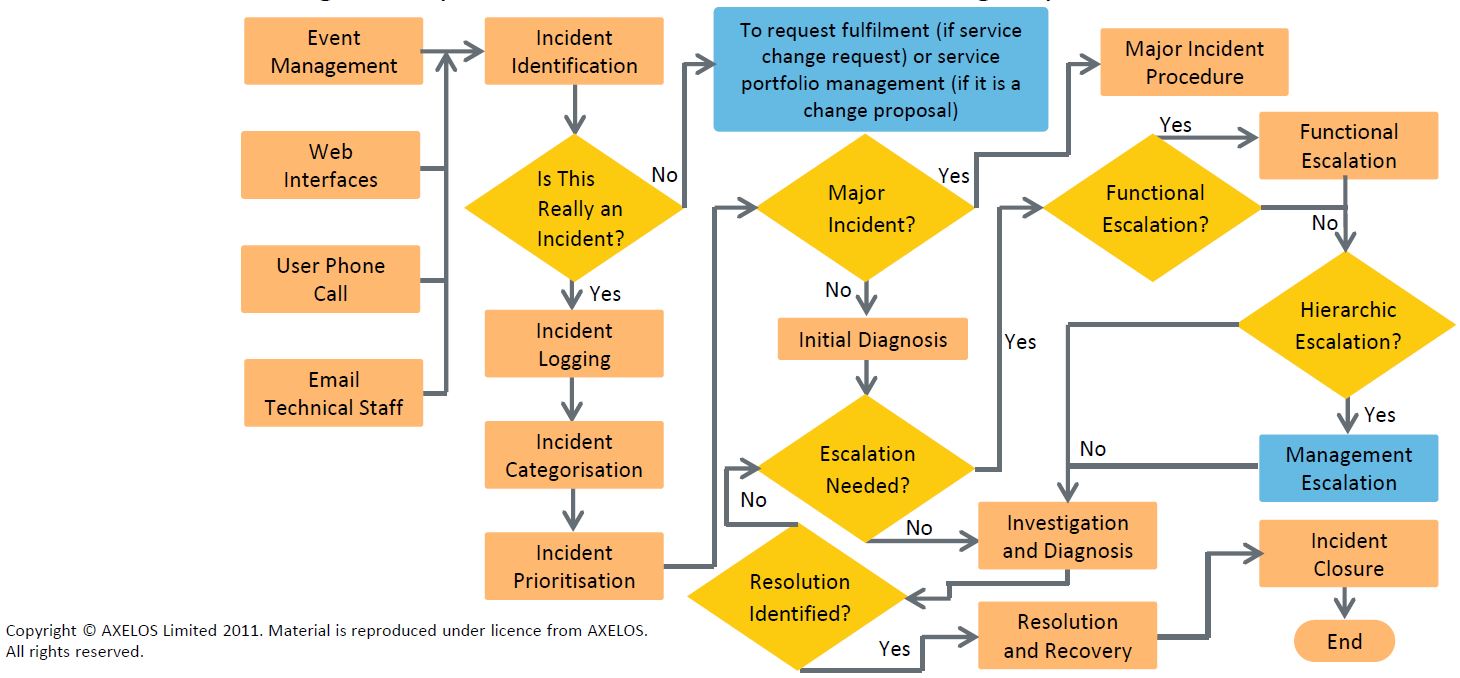 Event
Management
Incident
Identification
To request fulfilment (if service
change request) or service
portfolio management (if it is a
change proposal)
Major Incident
Procedure
Web
Interfaces
Is This
Really an
Incident?
No
Major
Incident?
Yes
Functional
Escalation?
Yes
Functional
Escalation
No
User Phone
Call
Yes
No
Hierarchic
Escalation?
Incident
Logging
Initial Diagnosis
Yes
Email
Technical Staff
Yes
Incident
Categorisation
Escalation
Needed?
No
Management
Escalation
No
No
Investigation
and Diagnosis
Incident
Closure
Incident
Prioritisation
Resolution
Identified?
Yes
Resolution
and Recovery
End
Copyright © AXELOS Limited 2011. Material is reproduced under licence from AXELOS.
All rights reserved.